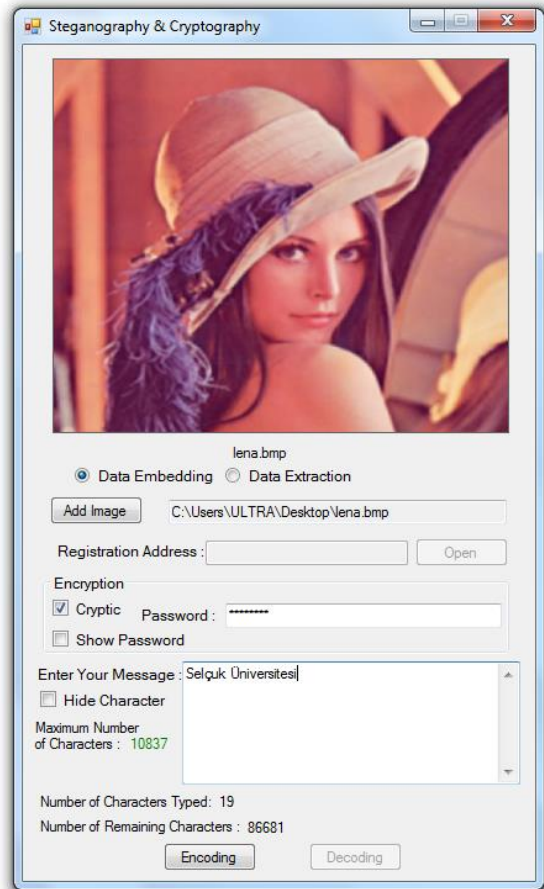 Steganography & Cryptography
lena.bmp
Data Embedding Data Extraction
Add Image C:\Users\ULTRA\Desktop\lena.bmp
Registration Address : Open
Encryption
Cryptic Password : ********
Show Password
Enter Your Message : Selçuk Üniversitesi
Hide Character
Maximum Number
of Characters : 10837
Number of Characters Typed: 19
Number of Remaining Characters : 86681
Encoding Decoding